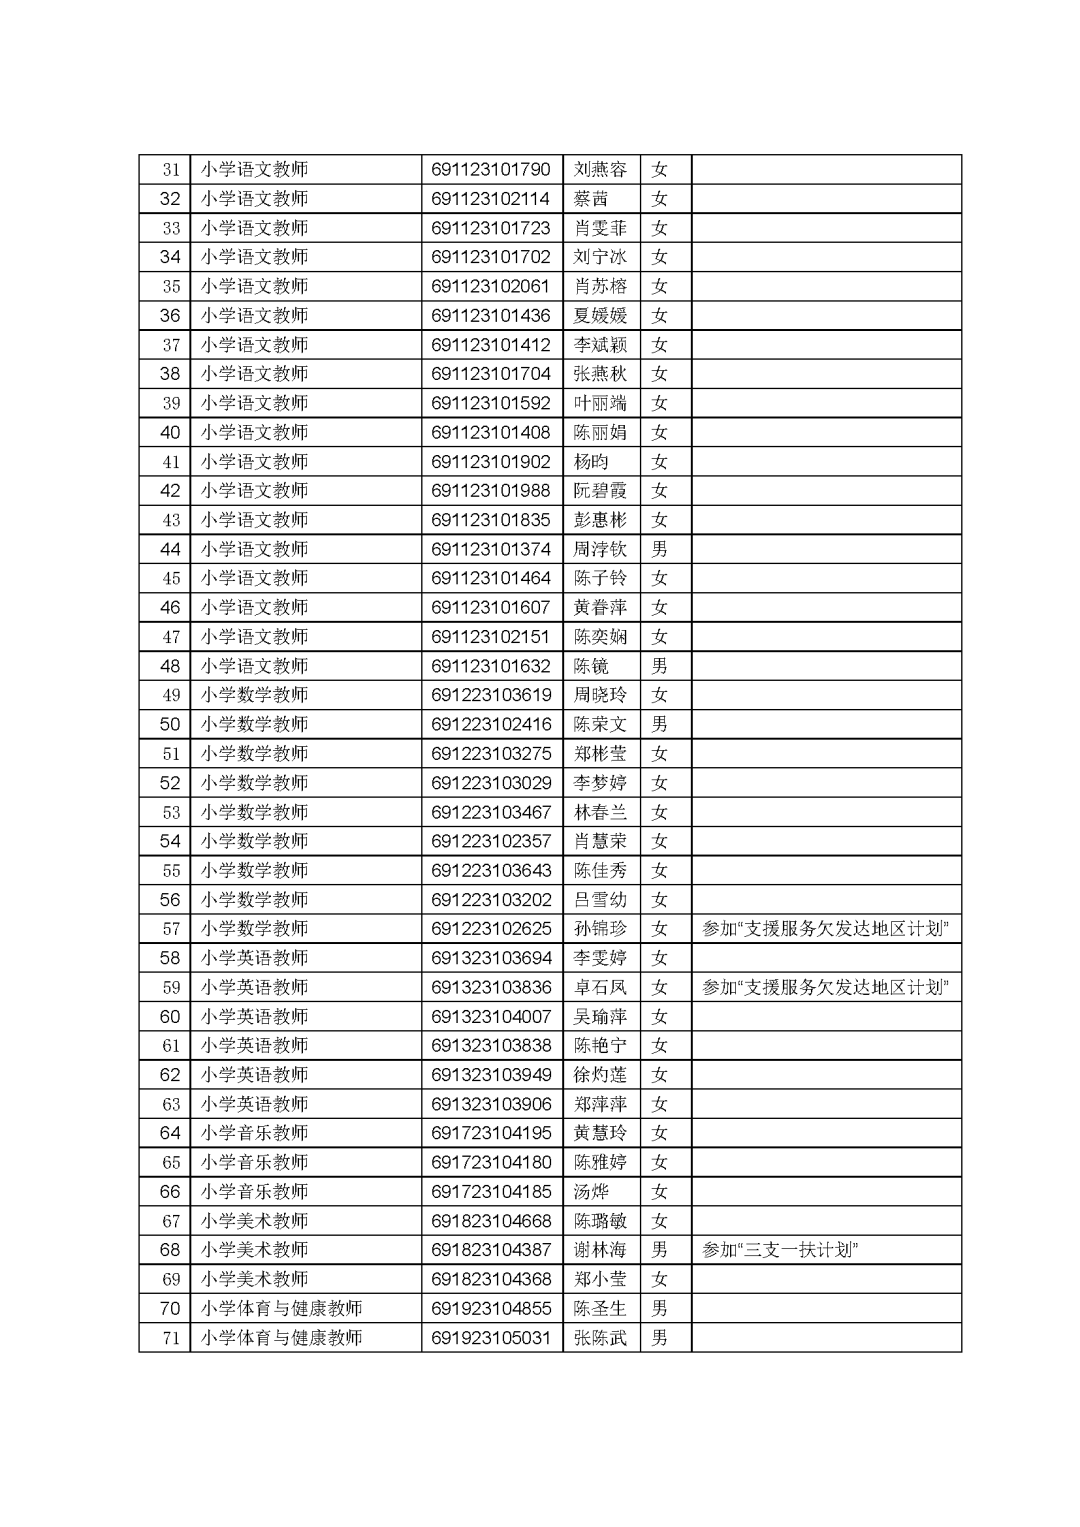 31 小学语文教师 691123101790 刘燕容 女
32 小学语文教师 691123102114 蔡茜 女
33 小学语文教师 691123101723 肖雯菲 女
34 小学语文教师 691123101702 刘宁冰 女
35 小学语文教师 691123102061 肖苏榕 女
36 小学语文教师 691123101436 夏媛媛 女
37 小学语文教师 691123101412 李斌颖 女
38 小学语文教师 691123101704 张燕秋 女
39 小学语文教师 691123101592 叶丽端 女
40 小学语文教师 691123101408 陈丽娟 女
41 小学语文教师 691123101902 杨昀 女
42 小学语文教师 691123101988 阮碧霞 女
43 小学语文教师 691123101835 彭惠彬 女
44 小学语文教师 691123101374 周浡钦 男
45 小学语文教师 691123101464 陈子铃 女
46 小学语文教师 691123101607 黄眷萍 女
47 小学语文教师 691123102151 陈奕娴 女
48 小学语文教师 691123101632 陈镜 男
49 小学数学教师 691223103619 周晓玲 女
50 小学数学教师 691223102416 陈荣文 男
51 小学数学教师 691223103275 郑彬莹 女
52 小学数学教师 691223103029 李梦婷 女
53 小学数学教师 691223103467 林春兰 女
54 小学数学教师 691223102357 肖慧荣 女
55 小学数学教师 691223103643 陈佳秀 女
56 小学数学教师 691223103202 吕雪幼 女
57 小学数学教师 691223102625 孙锦珍 女 参加“支援服务欠发达地区计划”
58 小学英语教师 691323103694 李雯婷 女
59 小学英语教师 691323103836 卓石凤 女 参加“支援服务欠发达地区计划”
60 小学英语教师 691323104007 吴瑜萍 女
61 小学英语教师 691323103838 陈艳宁 女
62 小学英语教师 691323103949 徐灼莲 女
63 小学英语教师 691323103906 郑萍萍 女
64 小学音乐教师 691723104195 黄慧玲 女
65 小学音乐教师 691723104180 陈雅婷 女
66 小学音乐教师 691723104185 汤烨 女
67 小学美术教师 691823104668 陈璐敏 女
68 小学美术教师 691823104387 谢林海 男 参加“三支一扶计划”
69 小学美术教师 691823104368 郑小莹 女
70 小学体育与健康教师 691923104855 陈圣生 男
71 小学体育与健康教师 691923105031 张陈武 男